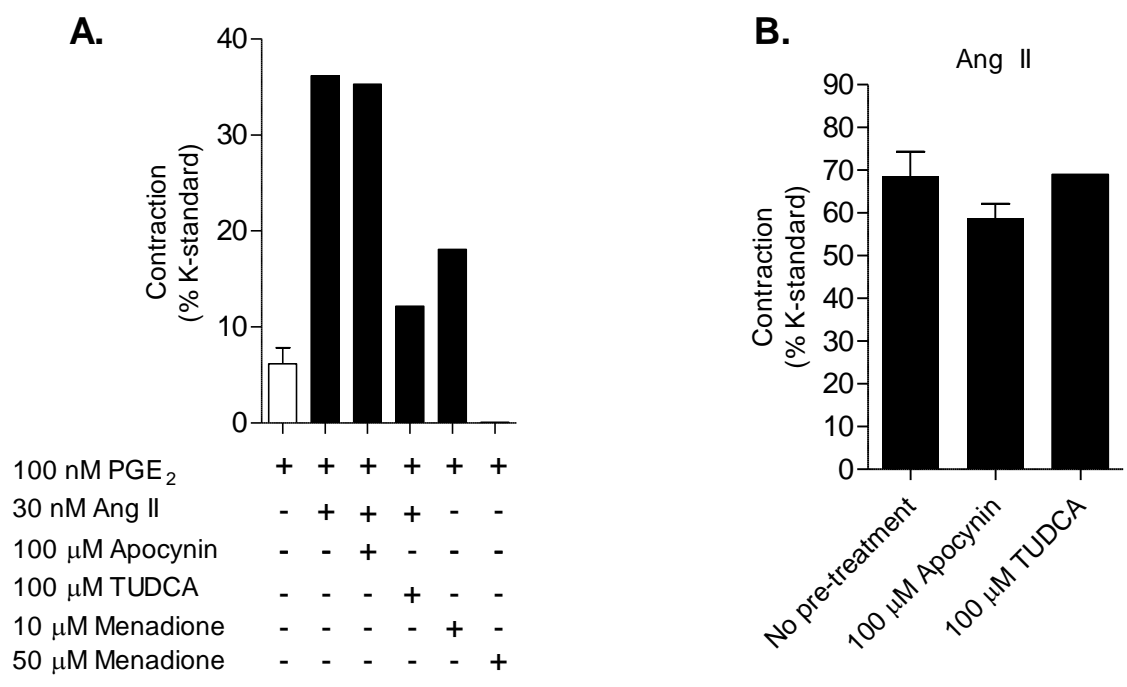 A.
40
30
20
10
0
Contraction
(% K-standard)
100 nM PGE2 + + + + + +
30 nM Ang II - + + + - -
100 μM Apocynin - - + - - -
100 μM TUDCA - - - + - -
10 μM Menadione - - - - + -
50 μM Menadione - - - - - +
B.
Ang II
90
80
70
60
50
40
30
20
10
0
Contraction
(% K-standard)
No pre-treatment
100 μM Apocynin
100 μM TUDCA